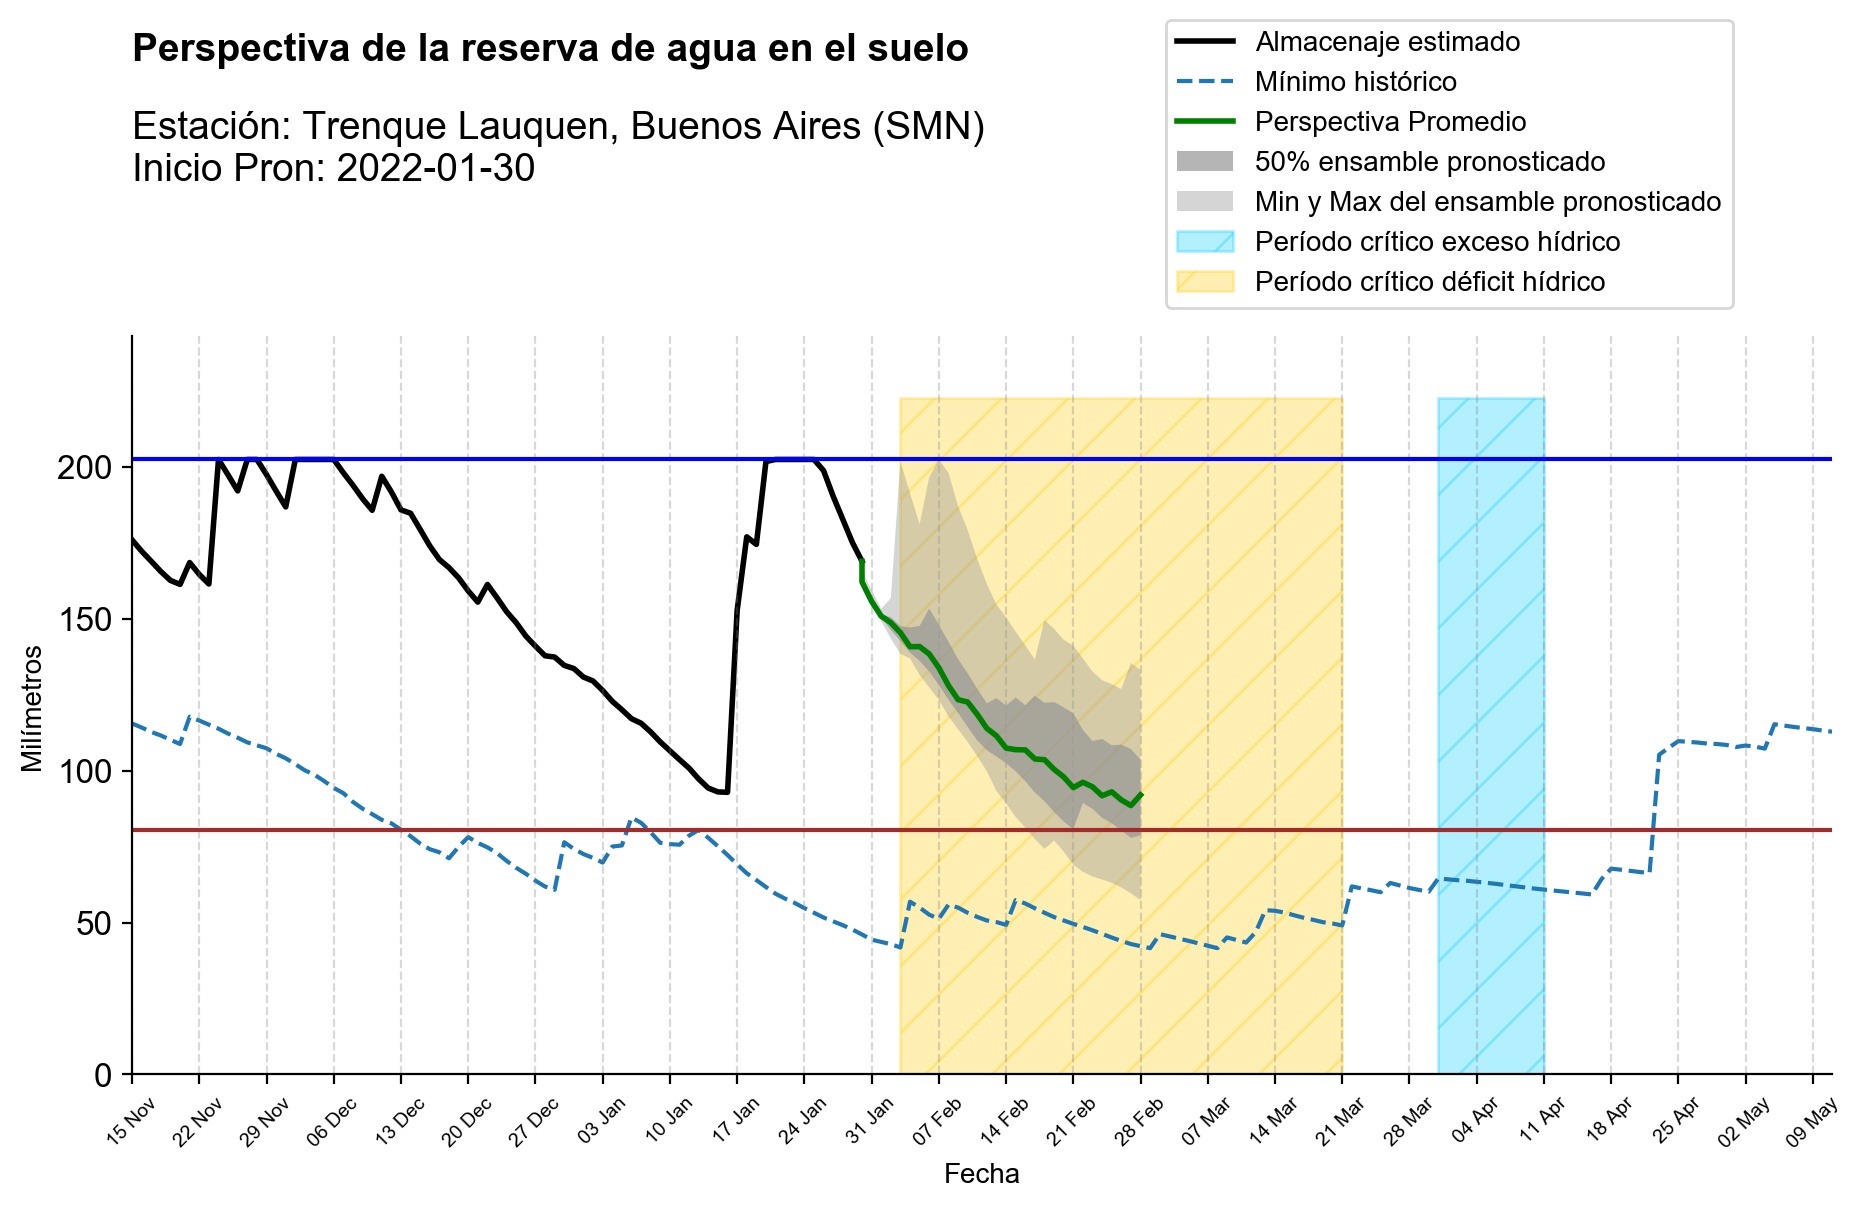 Perspectiva de la reserva de agua en el suelo
Estación: Trenque Lauquen, Buenos Aires (SMN)
Inicio Pron: 2022-01-30
Almacenaje estimado
Mínimo histórico
Perspectiva Promedio
50% ensamble pronosticado
Min y Max del ensamble pronosticado
Período crítico exceso hídrico
Período crítico déficit hídrico
Milímetros
200
150
100
50
0
15 Nov
22 Nov
29 Nov
06 Dec
13 Dec
20 Dec
27 Dec
03 Jan
10 Jan
17 Jan
24 Jan
31 Jan
07 Feb
14 Feb
21 Feb
28 Feb
07 Mar
14 Mar
21 Mar
28 Mar
04 Apr
11 Apr
18 Apr
25 Apr
02 May
09 May
Fecha